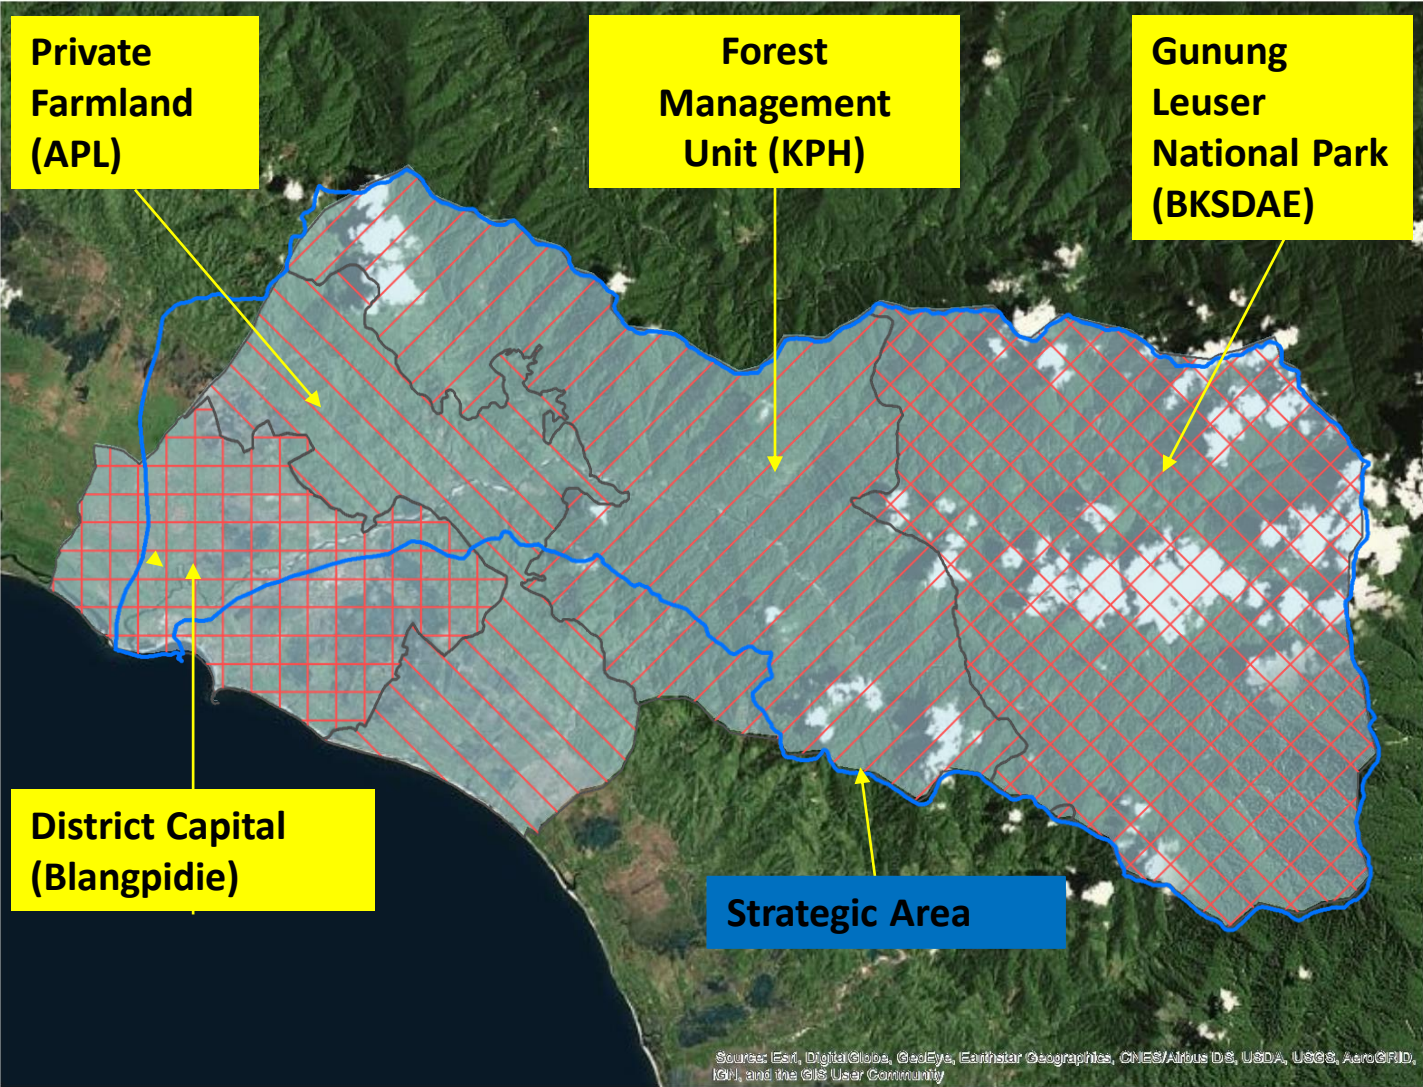 Private
Farmland
(APL)
Forest
Management
Unit (KPH)
Gunung
Leuser
National Park
(BKSDAE)
District Capital
(Blangpidie)
Strategic Area
Source: Esri, DigitalGlobe, GeoEye, Earthstar Geographics, CNES/Airbus DS, USDA, USGS, AeroGRID,
IGN, and the GIS User Community